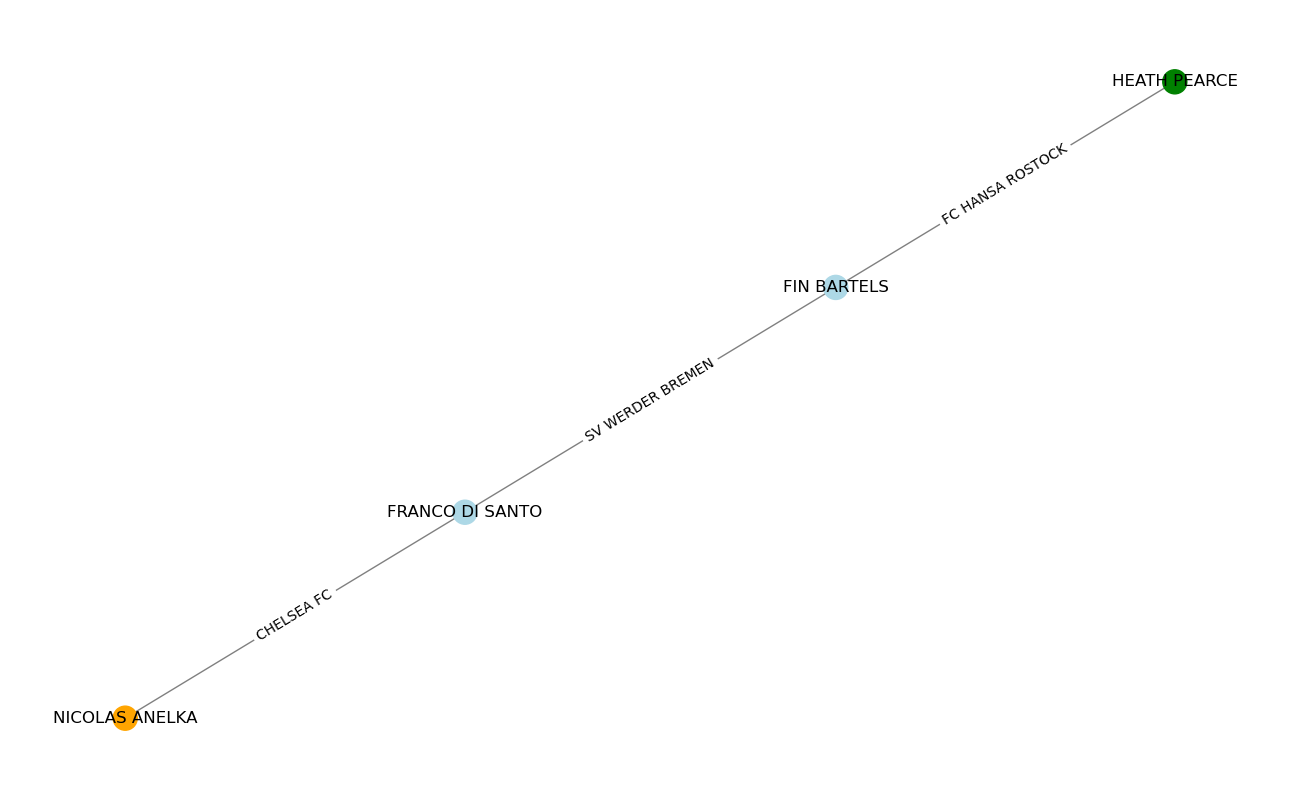 HEATH PEARCE
FC HANSA ROSTOCK
FIN BARTELS
SV WERDER BREMEN
FRANCO DI SANTO
CHELSEA FC
NICOLAS ANELKA